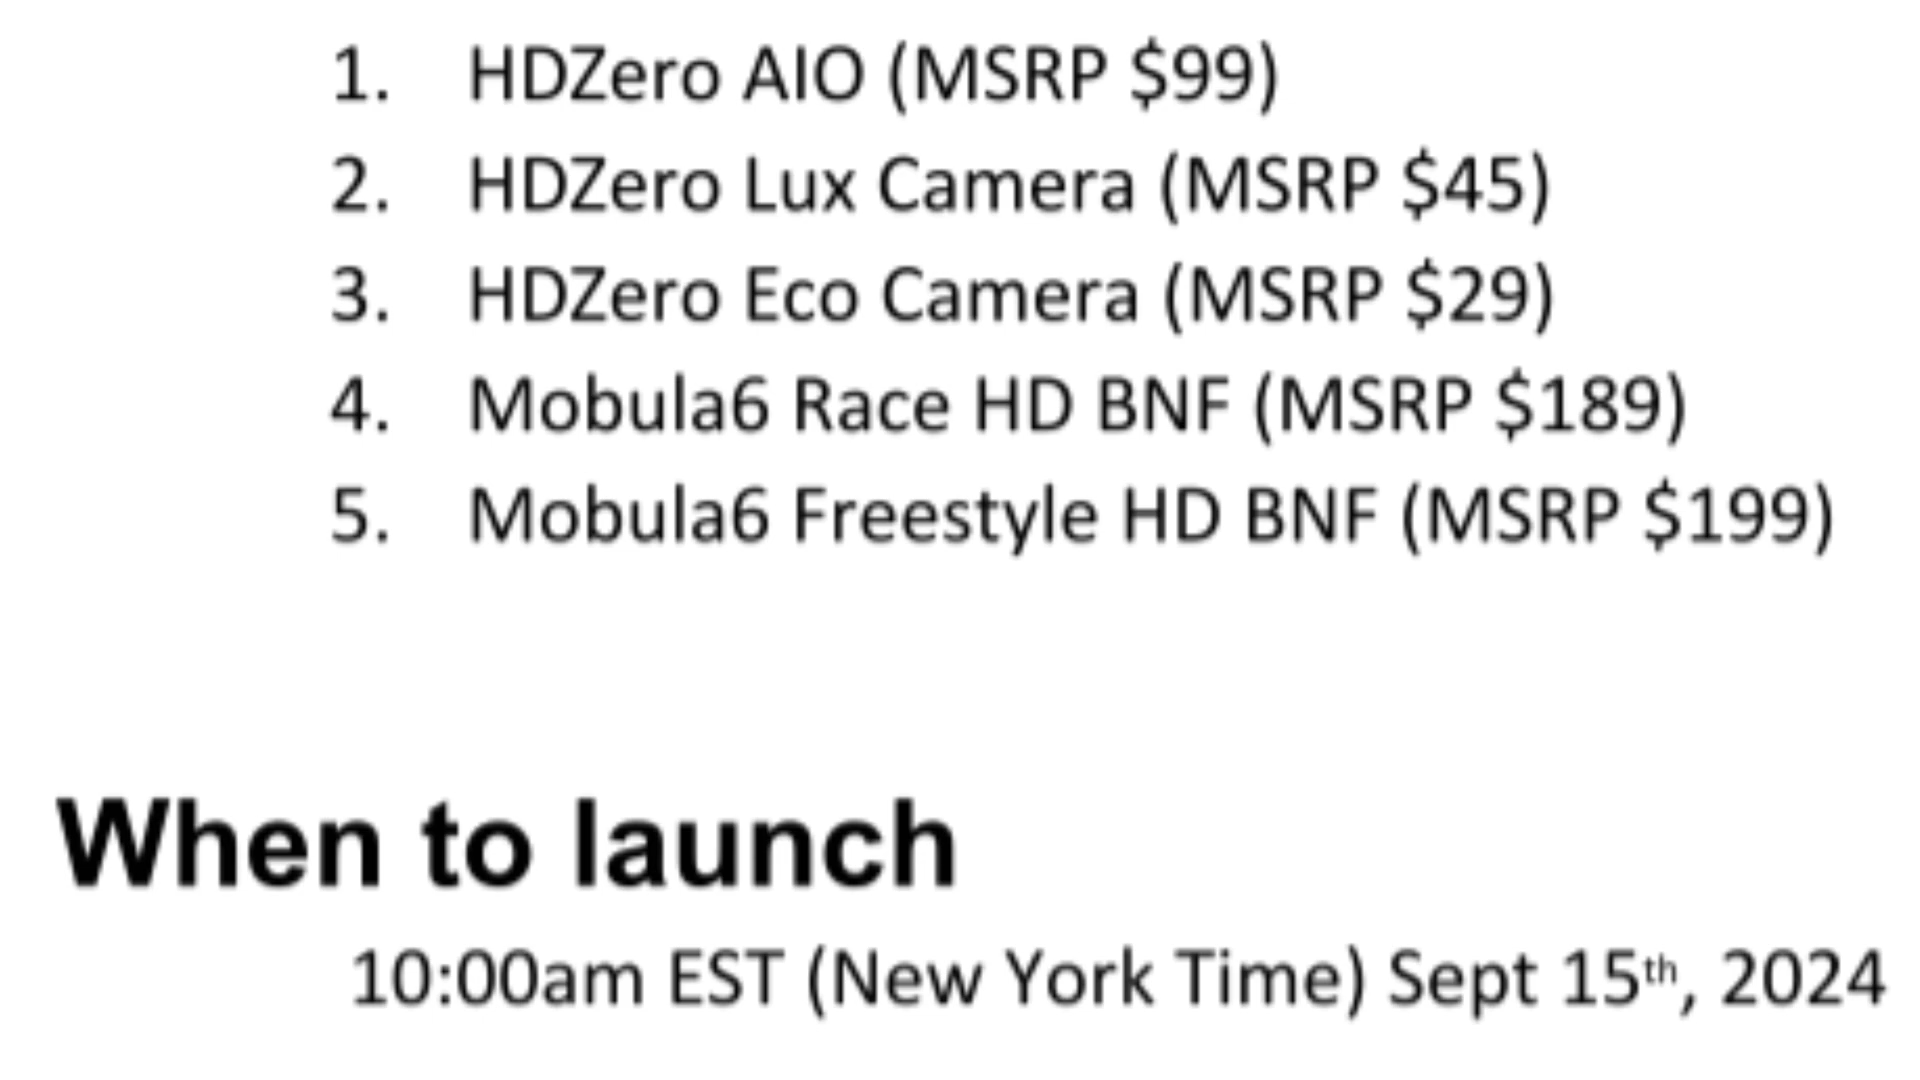 1. HDZero AIO (MSRP $99)
2. HDZero Lux Camera (MSRP $45)
3. HDZero Eco Camera (MSRP $29)
4. Mobula6 Race HD BNF (MSRP $189)
5. Mobula6 Freestyle HD BNF (MSRP $199)
When to launch
10:00am EST (New York Time) Sept 15th, 2024